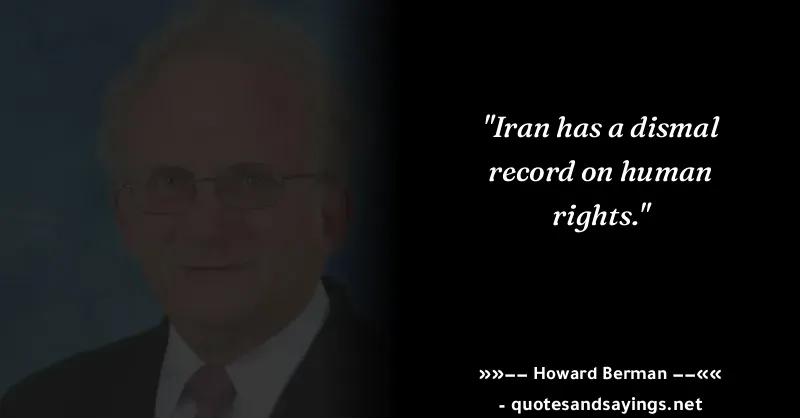 "Iran has a dismal
record on human
rights."
»»−− Howard Berman −−««
- quotesandsayings.net